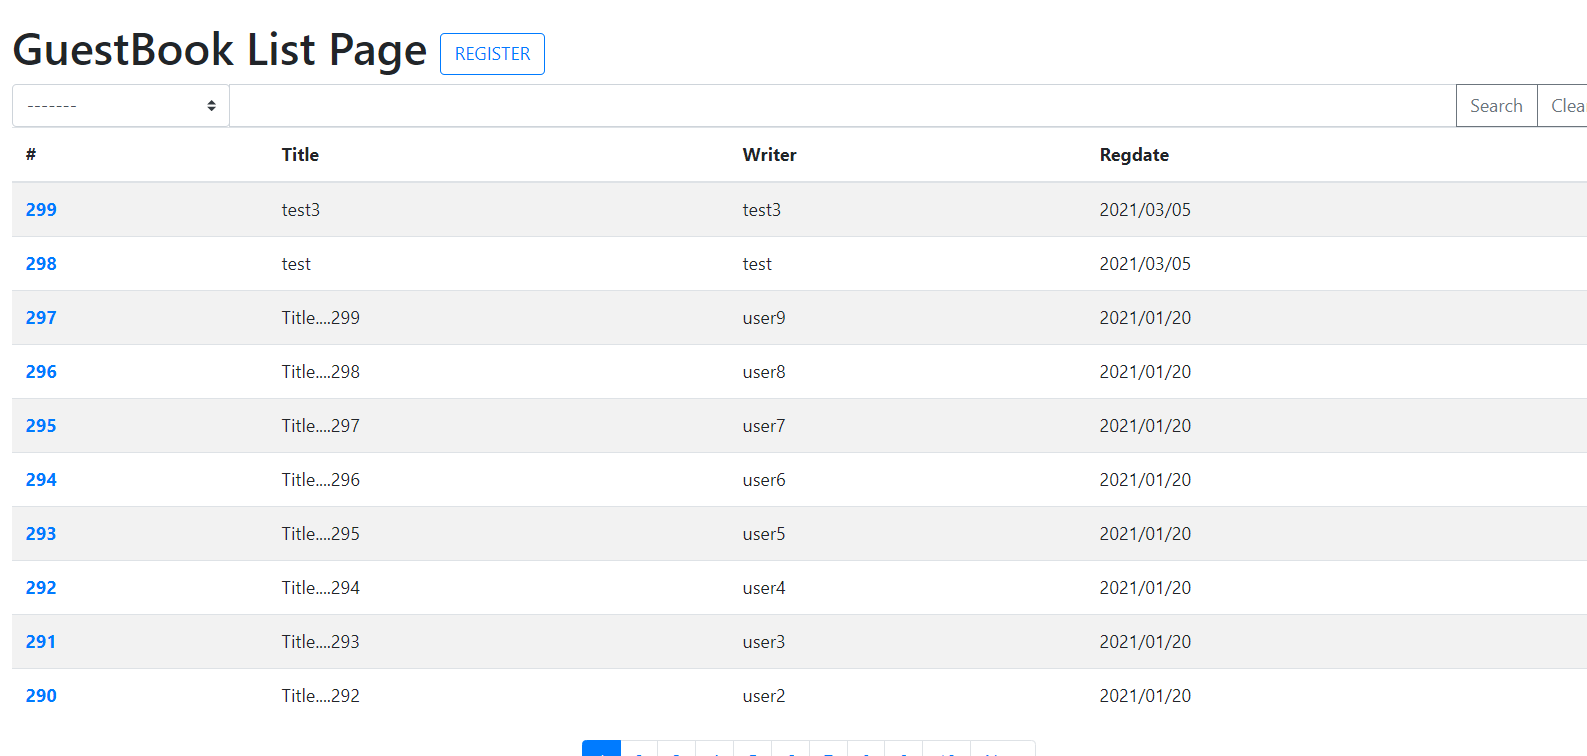 GuestBook List Page REGISTER
------- Search
# Title Writer Regdate
299 test3 test3 2021/03/05
298 test test 2021/03/05
297 Title....299 user9 2021/01/20
296 Title....298 user8 2021/01/20
295 Title....297 user7 2021/01/20
294 Title....296 user6 2021/01/20
293 Title....295 user5 2021/01/20
292 Title....294 user4 2021/01/20
291 Title....293 user3 2021/01/20
290 Title....292 user2 2021/01/20